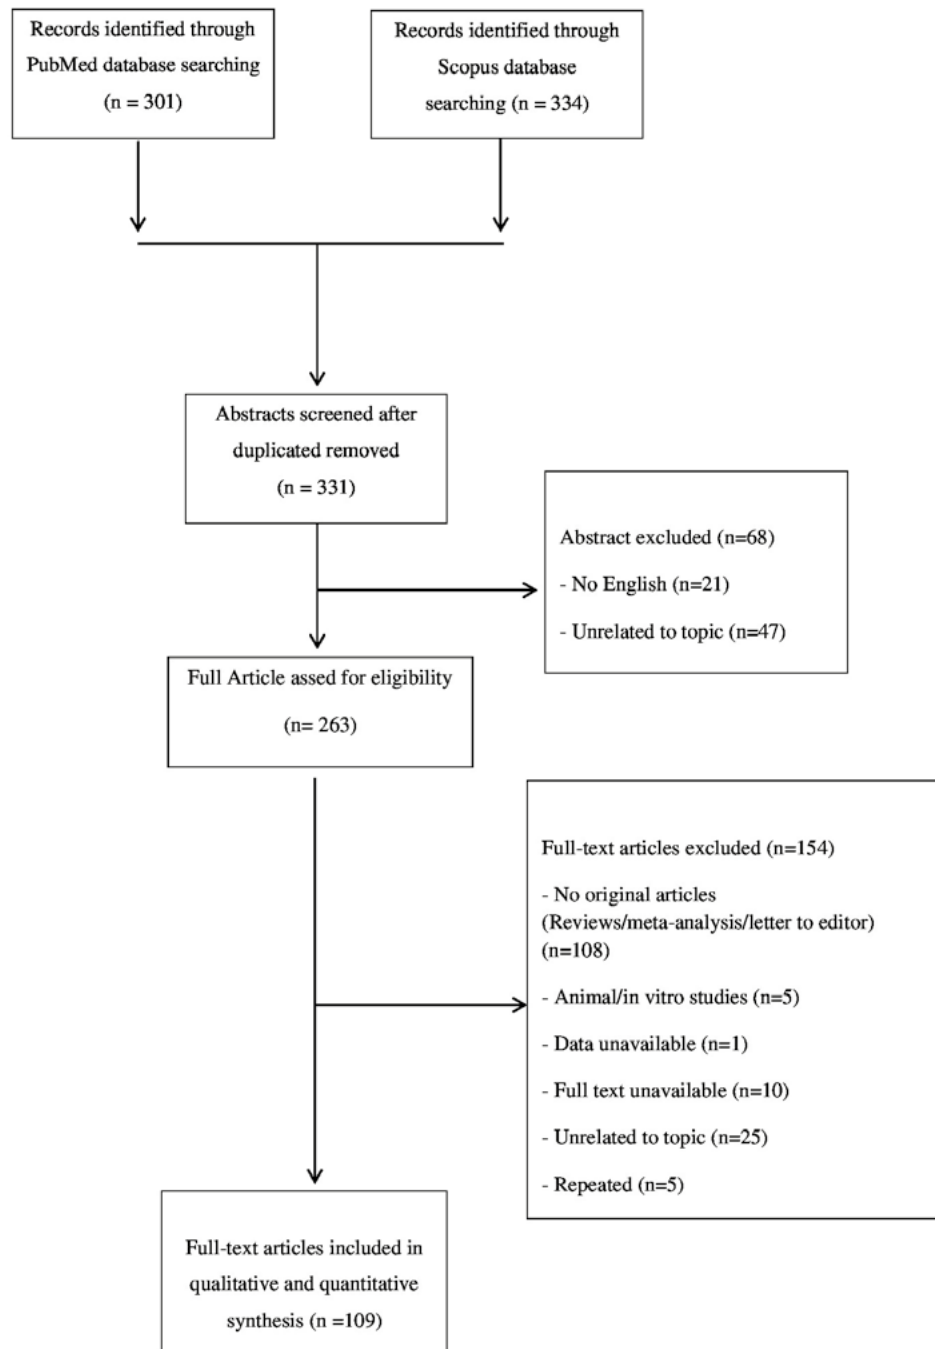 Records identified through
PubMed database searching
(n = 301)
Records identified through
Scopus database
searching (n = 334)
Abstracts screened after
duplicated removed
(n = 331)
Abstract excluded (n=68)
- No English (n=21)
- Unrelated to topic (n=47)
Full Article assed for eligibility
(n= 263)
Full-text articles excluded (n=154)
- No original articles
(Reviews/meta-analysis/letter to editor)
(n=108)
- Animal/in vitro studies (n=5)
- Data unavailable (n=1)
- Full text unavailable (n=10)
- Unrelated to topic (n=25)
- Repeated (n=5)
Full-text articles included in
qualitative and quantitative
synthesis (n =109)